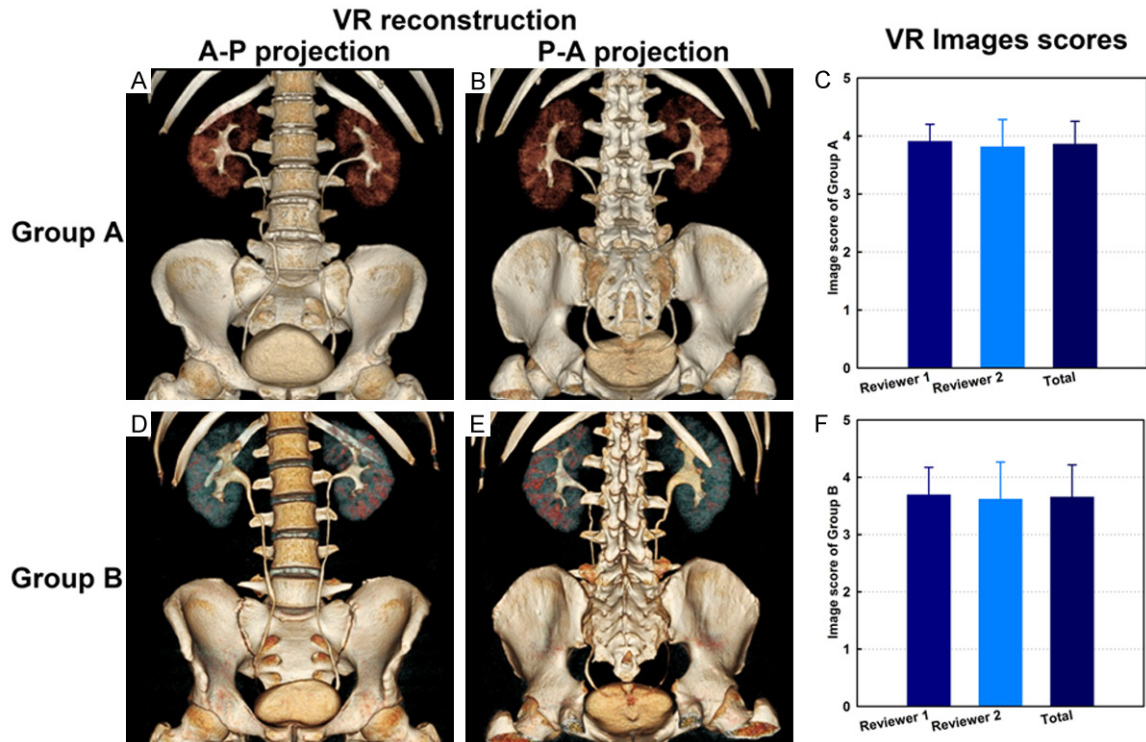 VR reconstruction
A-P projection
P-A projection
VR Images scores
Group A
A
B
C
Image score of Group A
5
4
3
2
1
0
Reviewer 1
Reviewer 2
Total
Group B
D
E
F
Image score of Group B
5
4
3
2
1
0
Reviewer 1
Reviewer 2
Total